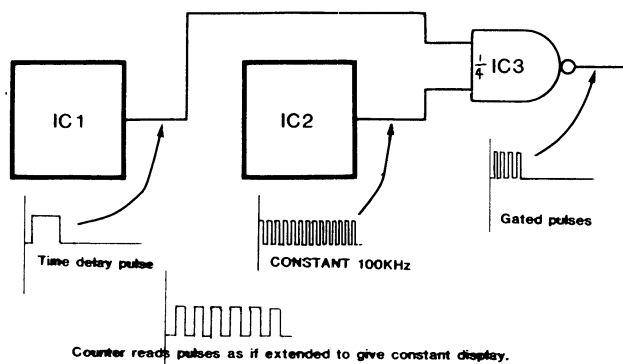 IC1
IC2
1/4 IC3
Time delay pulse
CONSTANT 100KHz
Gated pulses
Counter reads pulses as if extended to give constant display.